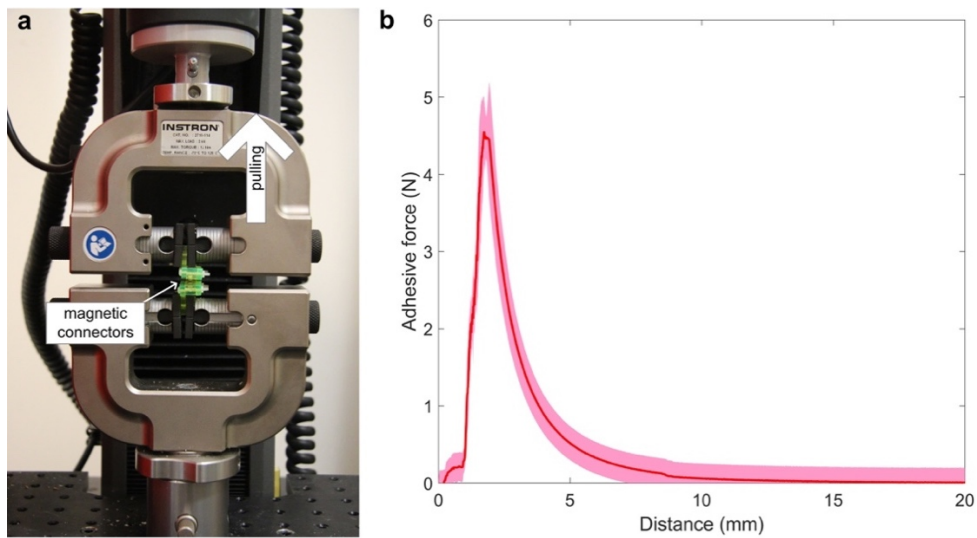 a
INSTRON
pulling
magnetic
connectors
b
Adhesive force (N)
6
5
4
3
2
1
0
0 5 10 15 20
Distance (mm)